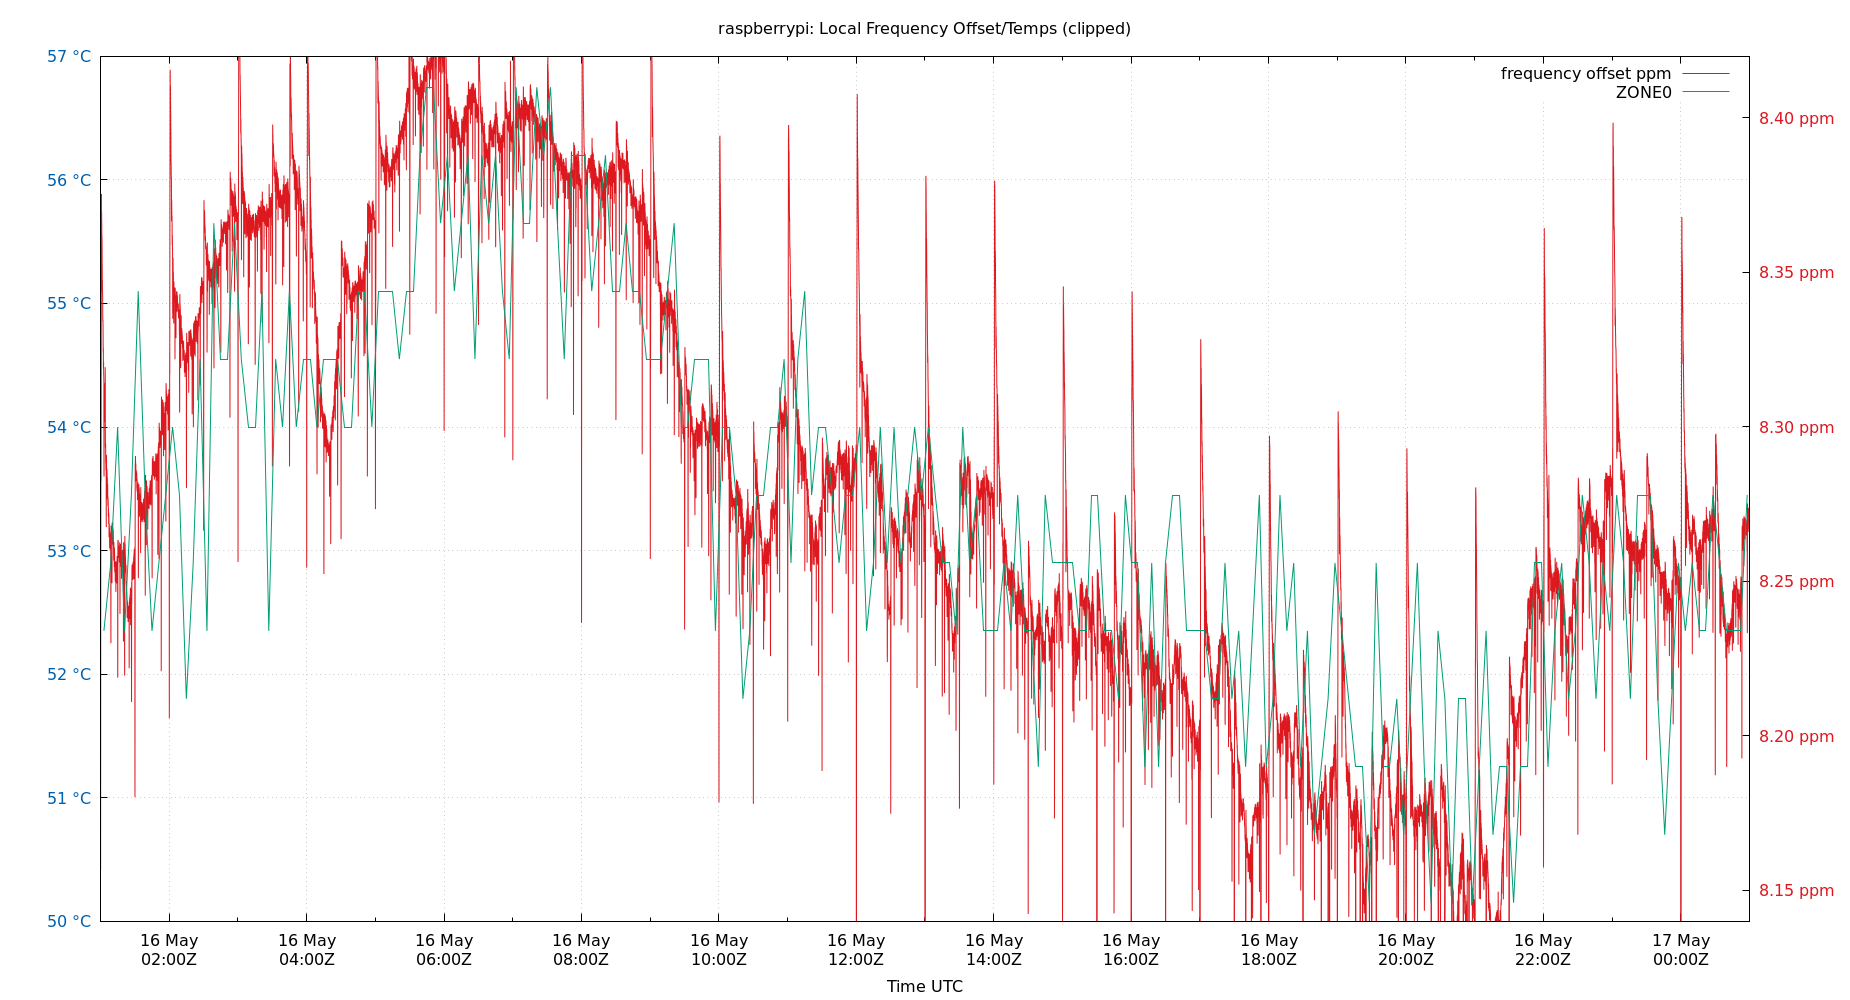 raspberrypi: Local Frequency Offset/Temps (clipped)
frequency offset ppm
ZONE0
57 °C
56 °C
55 °C
54 °C
53 °C
52 °C
51 °C
50 °C
8.40 ppm
8.35 ppm
8.30 ppm
8.25 ppm
8.20 ppm
8.15 ppm
16 May 16 May 16 May 16 May 16 May 16 May 16 May 16 May 16 May 16 May 16 May 17 May
02:00Z 04:00Z 06:00Z 08:00Z 10:00Z 12:00Z 14:00Z 16:00Z 18:00Z 20:00Z 22:00Z 00:00Z
Time UTC